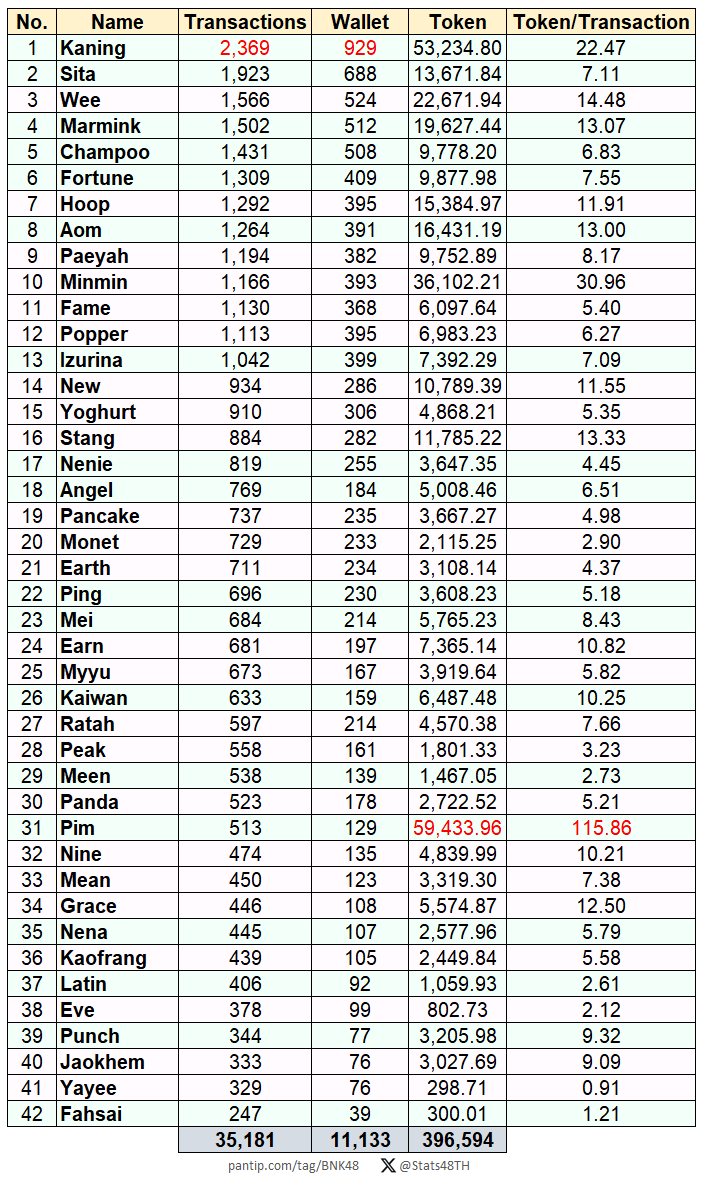 No. Name Transactions Wallet Token Token/Transaction
1 Kaning 2,369 929 53,234.80 22.47
2 Sita 1,923 688 13,671.84 7.11
3 Wee 1,566 524 22,671.94 14.48
4 Marmink 1,502 512 19,627.44 13.07
5 Champoo 1,431 508 9,778.20 6.83
6 Fortune 1,309 409 9,877.98 7.55
7 Hoop 1,292 395 15,384.97 11.91
8 Aom 1,264 391 16,431.19 13.00
9 Paeyah 1,194 382 9,752.89 8.17
10 Minmin 1,166 393 36,102.21 30.96
11 Fame 1,130 368 6,097.64 5.40
12 Popper 1,113 395 6,983.23 6.27
13 Izurina 1,042 399 7,392.29 7.09
14 New 934 286 10,789.39 11.55
15 Yoghurt 910 306 4,868.21 5.35
16 Stang 884 282 11,785.22 13.33
17 Nenie 819 255 3,647.35 4.45
18 Angel 769 184 5,008.46 6.51
19 Pancake 737 235 3,667.27 4.98
20 Monet 729 233 2,115.25 2.90
21 Earth 711 234 3,108.14 4.37
22 Ping 696 230 3,608.23 5.18
23 Mei 684 214 5,765.23 8.43
24 Earn 681 197 7,365.14 10.82
25 Myyu 673 167 3,919.64 5.82
26 Kaiwan 633 159 6,487.48 10.25
27 Ratah 597 214 4,570.38 7.66
28 Peak 558 161 1,801.33 3.23
29 Meen 538 139 1,467.05 2.73
30 Panda 523 178 2,722.52 5.21
31 Pim 513 129 59,433.96 115.86
32 Nine 474 135 4,839.99 10.21
33 Mean 450 123 3,319.30 7.38
34 Grace 446 108 5,574.87 12.50
35 Nena 445 107 2,577.96 5.79
36 Kaofrang 439 105 2,449.84 5.58
37 Latin 406 92 1,059.93 2.61
38 Eve 378 99 802.73 2.12
39 Punch 344 77 3,205.98 9.32
40 Jaokhem 333 76 3,027.69 9.09
41 Yayee 329 76 298.71 0.91
42 Fahsai 247 39 300.01 1.21
35,181 11,133 396,594
pantip.com/tag/BNK48 X @Stats48TH